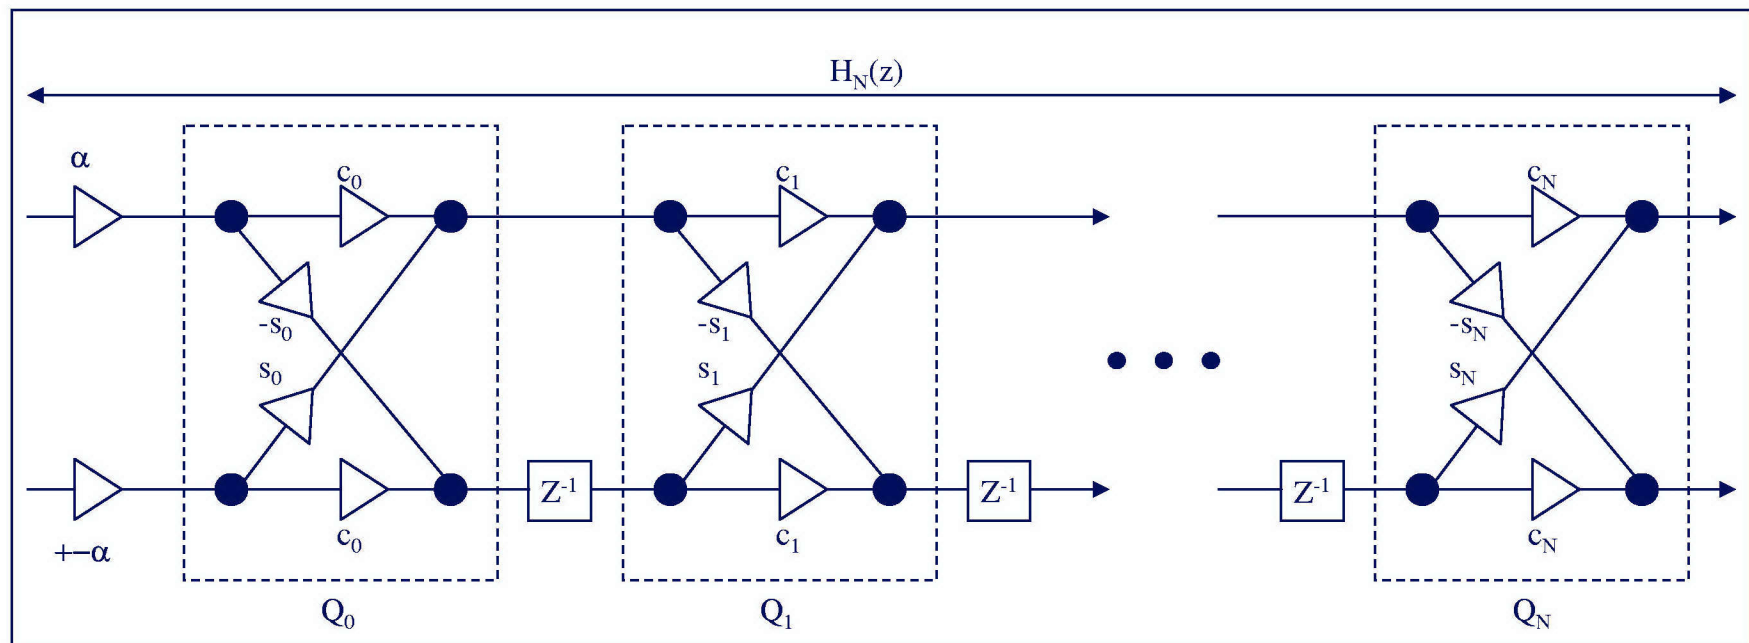 H_N(z)
α c_0 c_1 c_N
-s_0 -s_1 -s_N
s_0 s_1 s_N
Z^-1 Z^-1 Z^-1
+−α c_0 c_1 c_N
Q_0 Q_1 Q_N